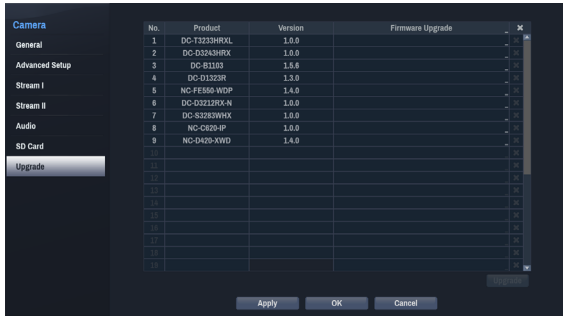 Camera
General
Advanced Setup
Stream I
Stream II
Audio
SD Card
Upgrade
No. Product Version Firmware Upgrade
1 DC-T3233HRXL 1.0.0
2 DC-D3243HRX 1.0.0
3 DC-B1103 1.5.6
4 DC-D1323R 1.3.0
5 NC-FE550-WDP 1.4.0
6 DC-D3212RX-N 1.0.0
7 DC-S3283WHX 1.0.0
8 NC-C620-IP 1.0.0
9 NC-D420-XWD 1.4.0
10
11
12
13
14
15
16
17
18
19
Upgrade
Apply OK Cancel